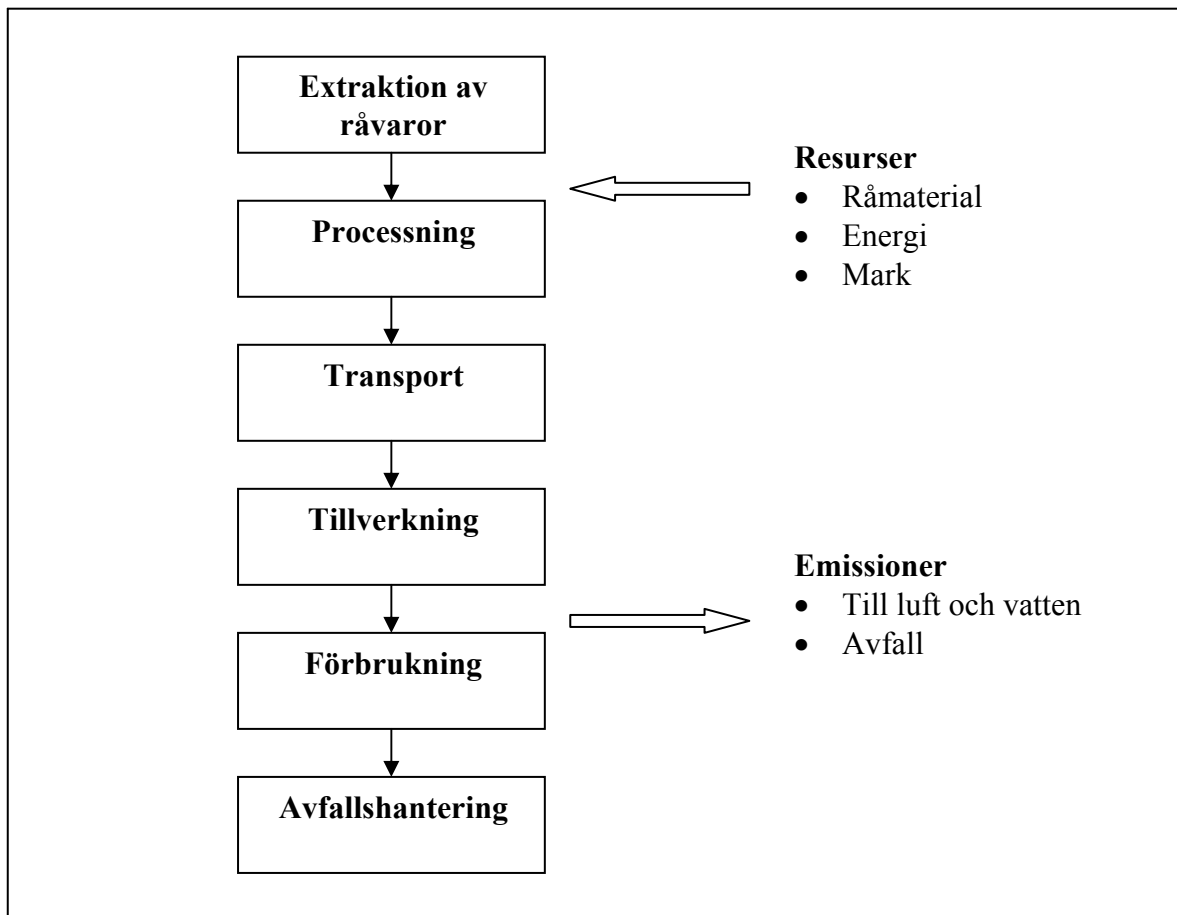 Extraktion av
råvaror
Processning
Transport
Tillverkning
Förbrukning
Avfallshantering
Resurser
• Råmaterial
• Energi
• Mark
Emissioner
• Till luft och vatten
• Avfall